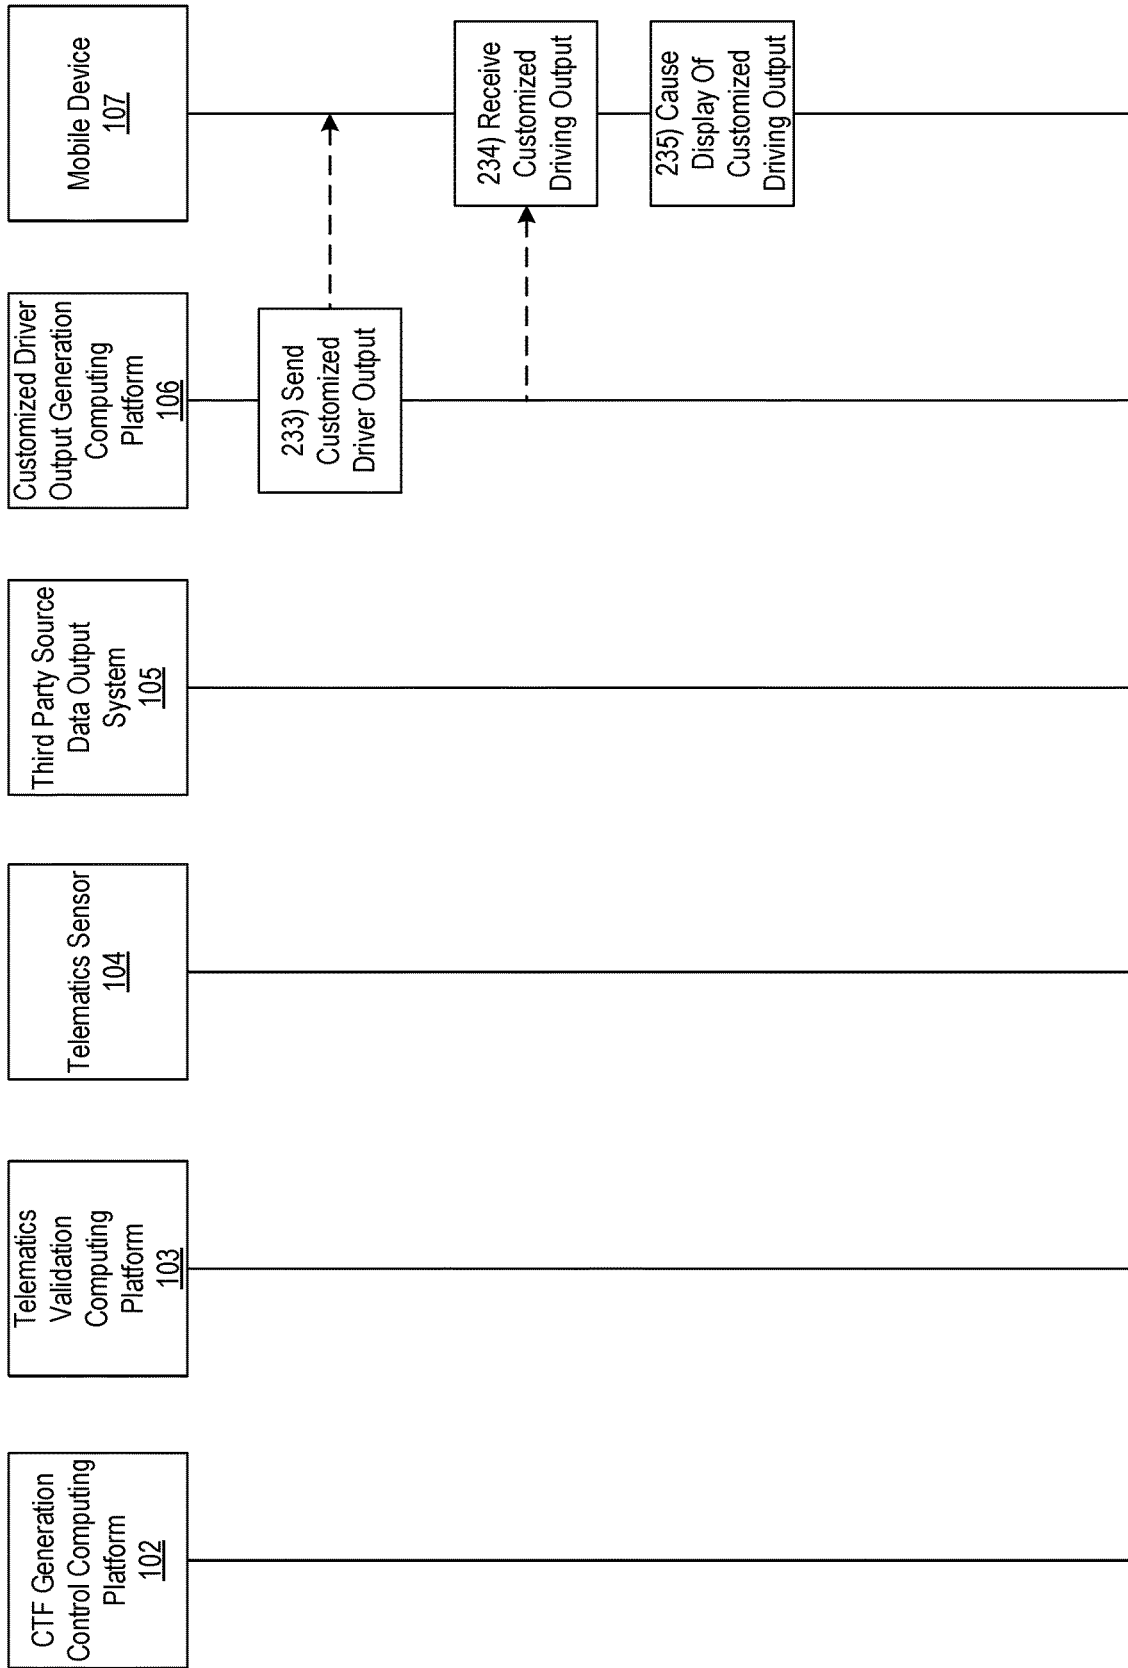 CTF Generation
Control Computing
Platform
102
Telematics
Validation
Computing
Platform
103
Telematics Sensor
104
Third Party Source
Data Output
System
105
Customized Driver
Output Generation
Computing
Platform
106
Mobile Device
107
233) Send
Customized
Driver Output
234) Receive
Customized
Driving Output
235) Cause
Display Of
Customized
Driving Output